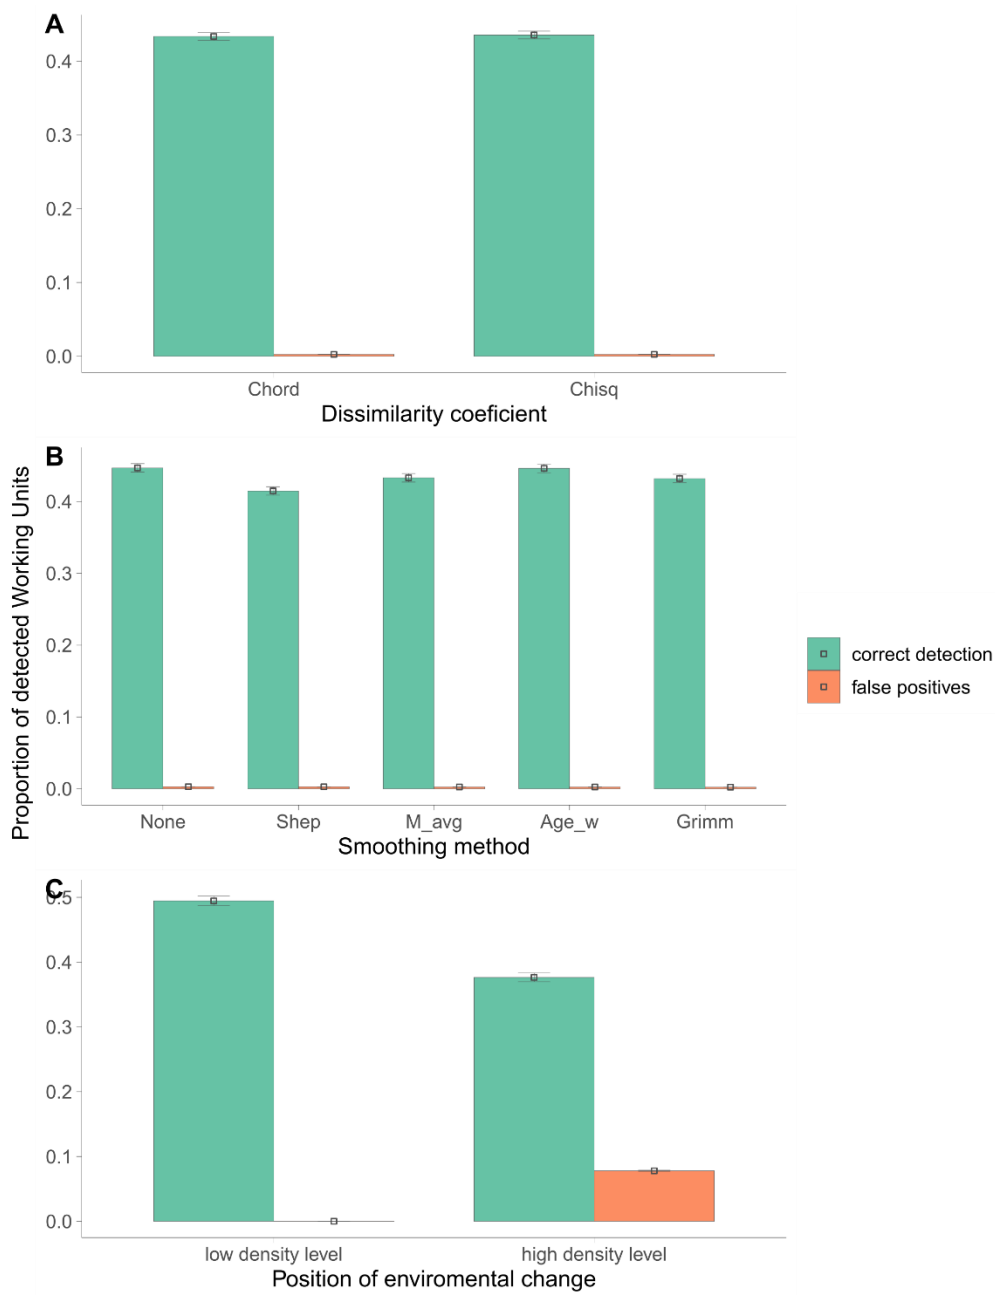 A
0.4
0.3
0.2
0.1
0.0
Chord Chisq
Dissimilarity coeficient
Proportion of detected Working Units
B
0.4
0.3
0.2
0.1
0.0
None Shep M_avg Age_w Grimm
Smoothing method
correct detection
false positives
C
0.5
0.4
0.3
0.2
0.1
0.0
low density level high density level
Position of enviromental change